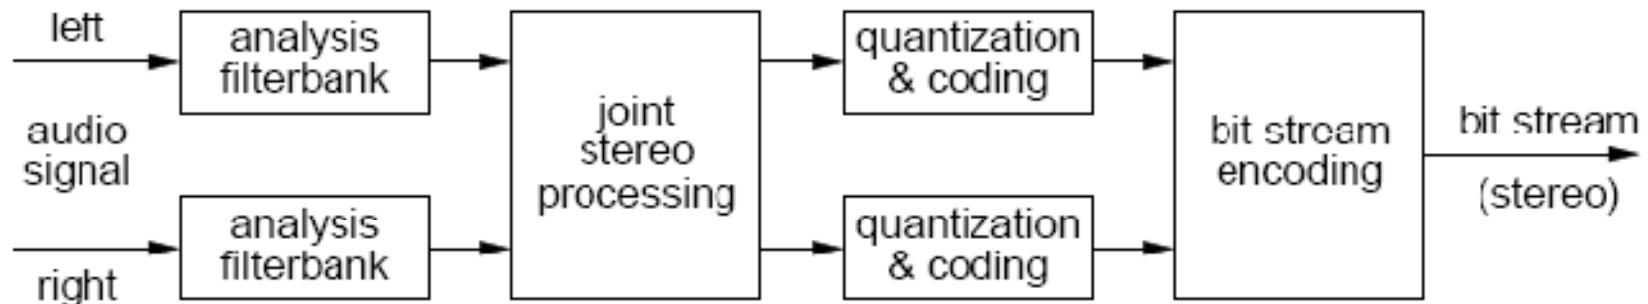 left
analysis
filterbank
audio
signal
right
analysis
filterbank
joint
stereo
processing
quantization
& coding
quantization
& coding
bit stream
encoding
bit stream
(stereo)